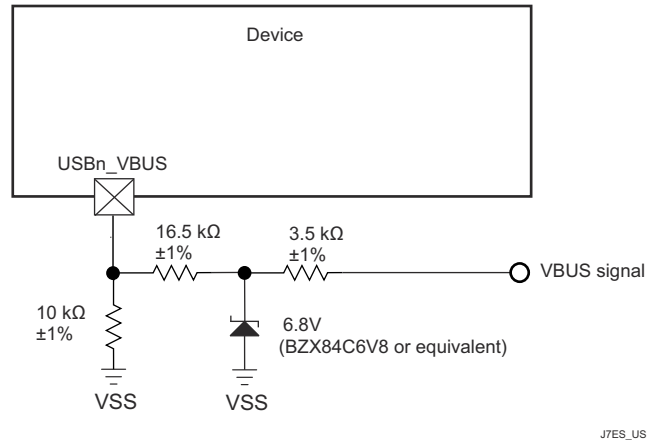 Device
USBn_VBUS
16.5 kΩ
±1%
3.5 kΩ
±1%
VBUS signal
10 kΩ
±1%
6.8V
(BZX84C6V8 or equivalent)
VSS
VSS
J7ES_US